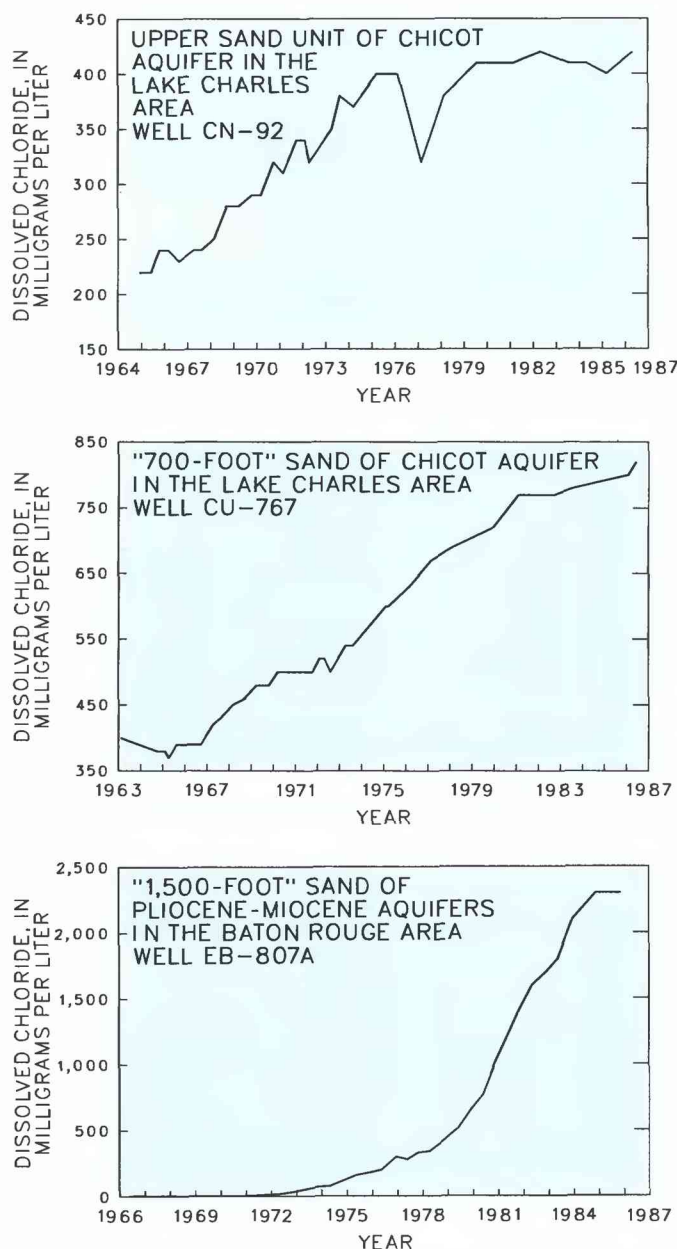 DISSOLVED CHLORIDE, IN
MILLIGRAMS PER LITER
450
400
350
300
250
200
150
UPPER SAND UNIT OF CHICOT
AQUIFER IN THE
LAKE CHARLES
AREA
WELL CN-92
1964 1967 1970 1973 1976 1979 1982 1985 1987
YEAR
DISSOLVED CHLORIDE, IN
MILLIGRAMS PER LITER
850
750
650
550
450
350
"700-FOOT" SAND OF CHICOT AQUIFER
IN THE LAKE CHARLES AREA
WELL CU-767
1963 1967 1971 1975 1979 1983 1987
YEAR
DISSOLVED CHLORIDE, IN
MILLIGRAMS PER LITER
2,500
2,000
1,500
1,000
500
0
"1,500-FOOT" SAND OF
PLIOCENE-MIOCENE AQUIFERS
IN THE BATON ROUGE AREA
WELL EB-807A
1966 1969 1972 1975 1978 1981 1984 1987
YEAR